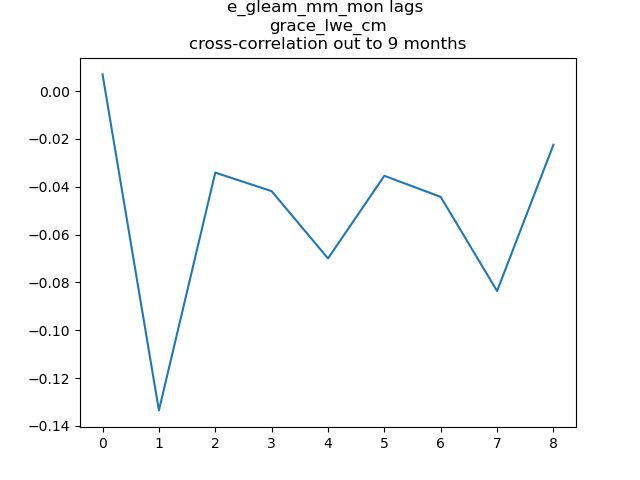 e_gleam_mm_mon lags
grace_lwe_cm
cross-correlation out to 9 months
0.00
−0.02
−0.04
−0.06
−0.08
−0.10
−0.12
−0.14
0 1 2 3 4 5 6 7 8